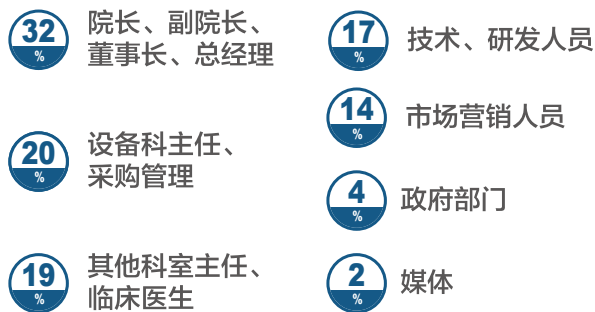 32
%
院长、副院长、
董事长、总经理
20
%
设备科主任、
采购管理
19
%
其他科室主任、
临床医生
17
%
技术、研发人员
14
%
市场营销人员
4
%
政府部门
2
%
媒体